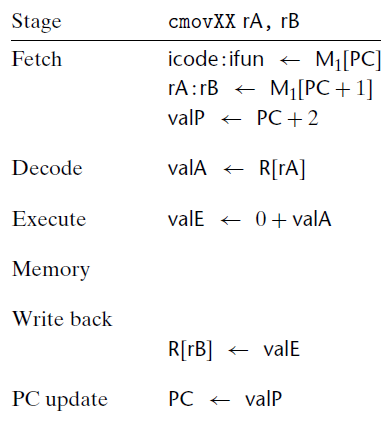 Stage cmovXX rA, rB
Fetch icode:ifun ← M₁[PC]
rA:rB ← M₁[PC + 1]
valP ← PC + 2
Decode valA ← R[rA]
Execute valE ← 0 + valA
Memory
Write back
R[rB] ← valE
PC update PC ← valP